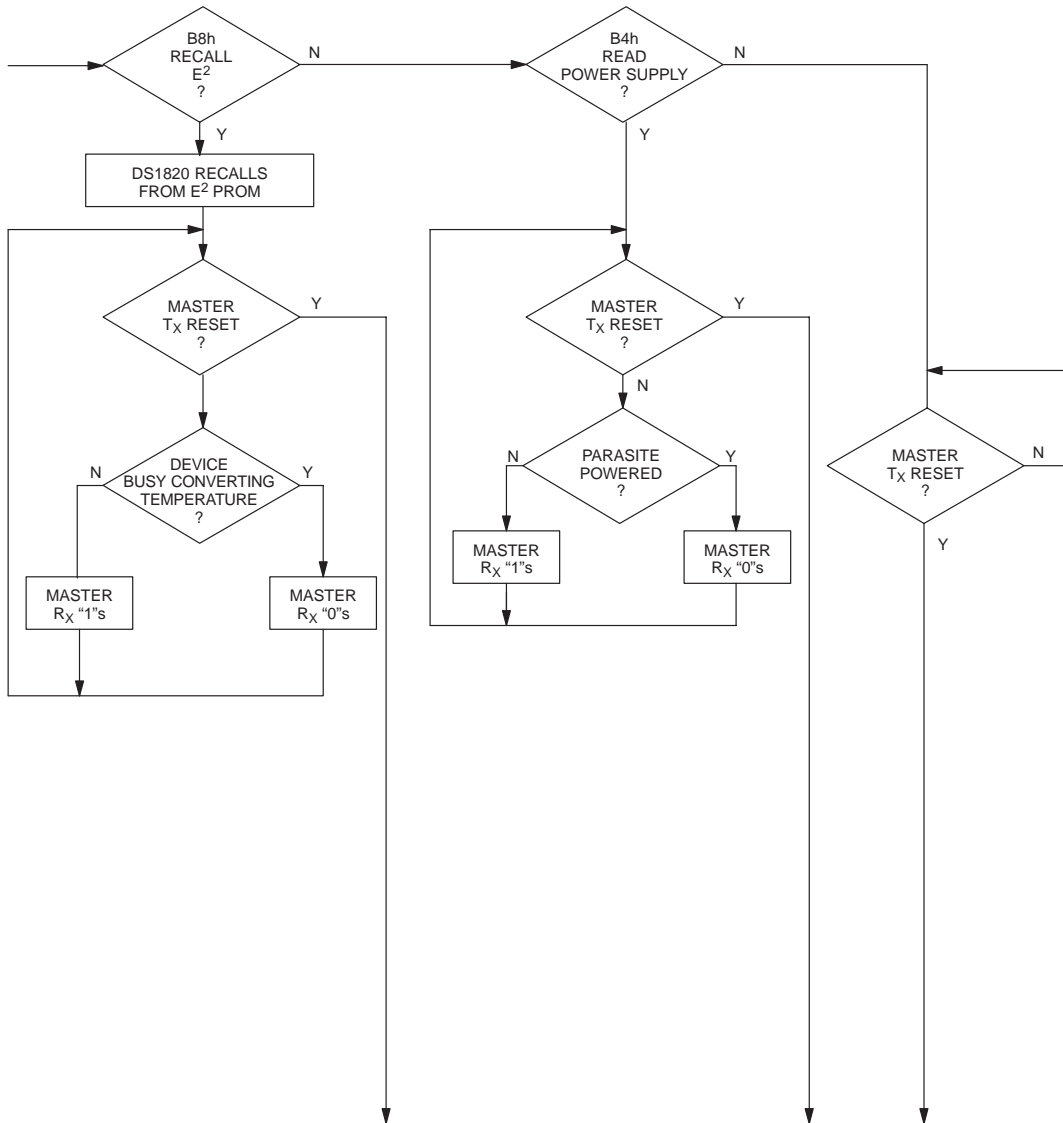 B8h
RECALL
E²
?
N
Y
B4h
READ
POWER SUPPLY
?
N
Y
DS1820 RECALLS
FROM E² PROM
MASTER
TX RESET
?
Y
MASTER
TX RESET
?
Y
N
DEVICE
BUSY CONVERTING
TEMPERATURE
?
N
Y
PARASITE
POWERED
?
N
Y
MASTER
TX RESET
?
N
Y
MASTER
RX “1”s
MASTER
RX “0”s
MASTER
RX “1”s
MASTER
RX “0”s